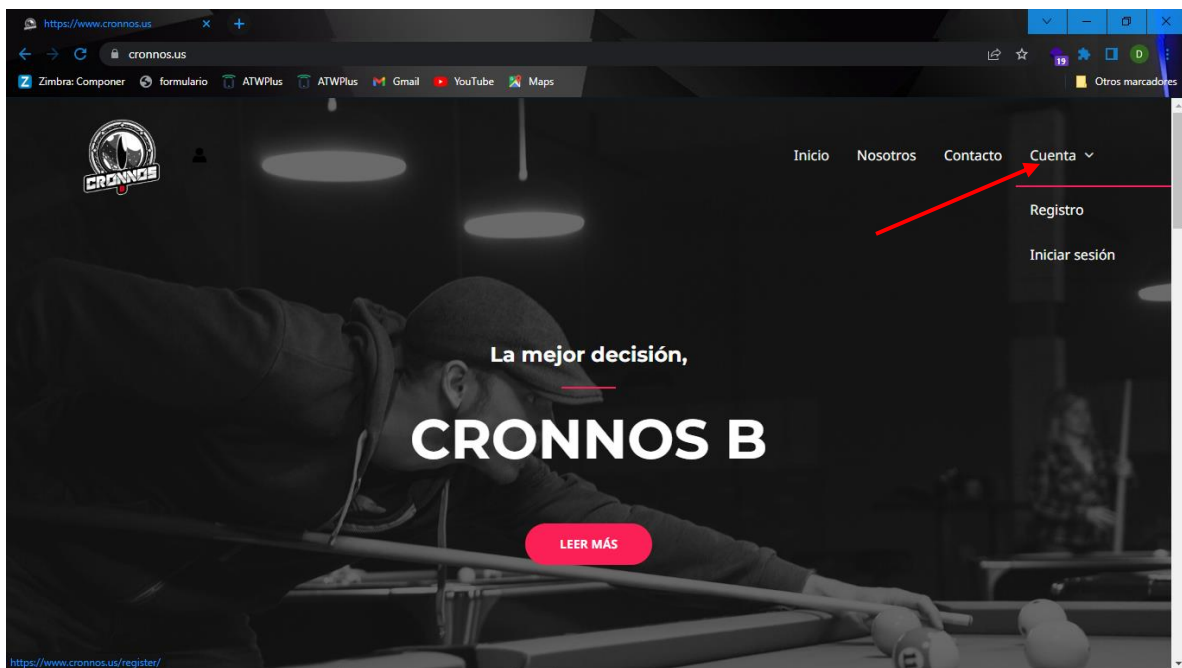 https://www.cronnos.us
cronnos.us
19
D
Zimbra: Componer formulario ATWPlus ATWPlus Gmail YouTube Maps Otros marcadores
CRONNOS
B
Inicio Nosotros Contacto Cuenta
Registro
Iniciar sesión
La mejor decisión,
CRONNOS B
LEER MÁS
11
https://www.cronnos.us/register/